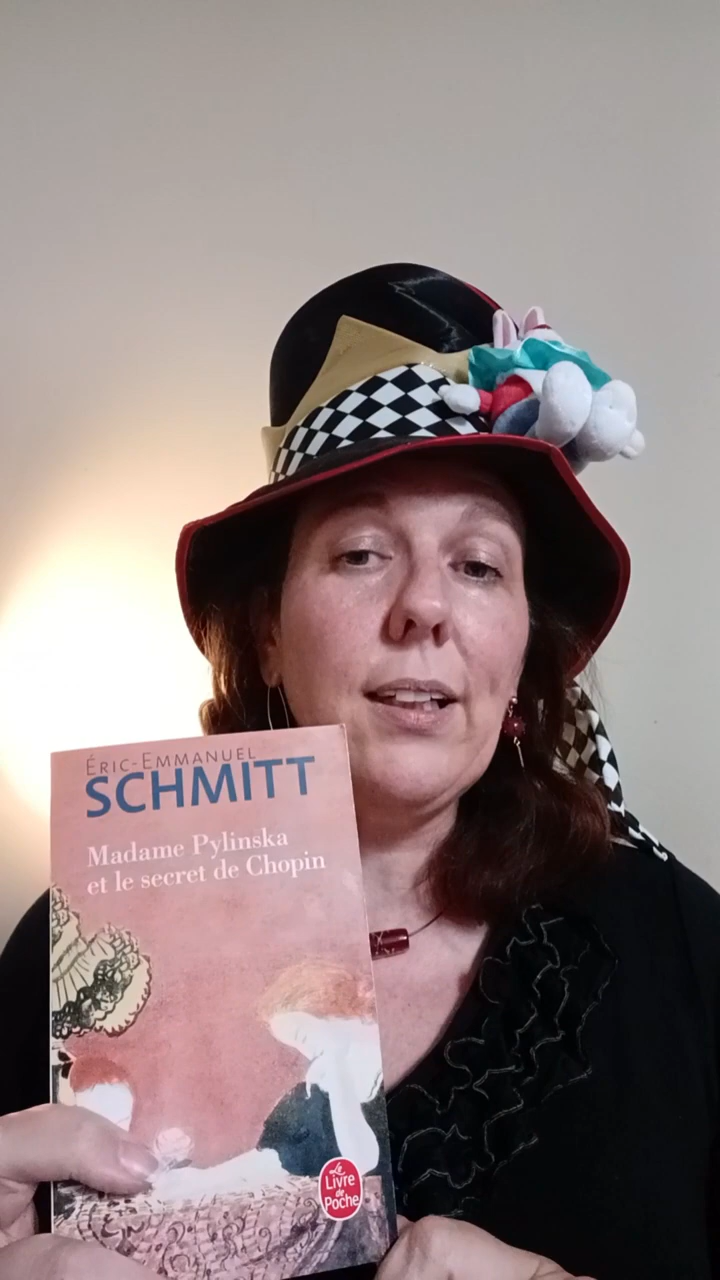 ÉRIC-EMMANUEL
SCHMITT
Madame Pylinska
et le secret de Chopin
Le
Livre
de
Poche